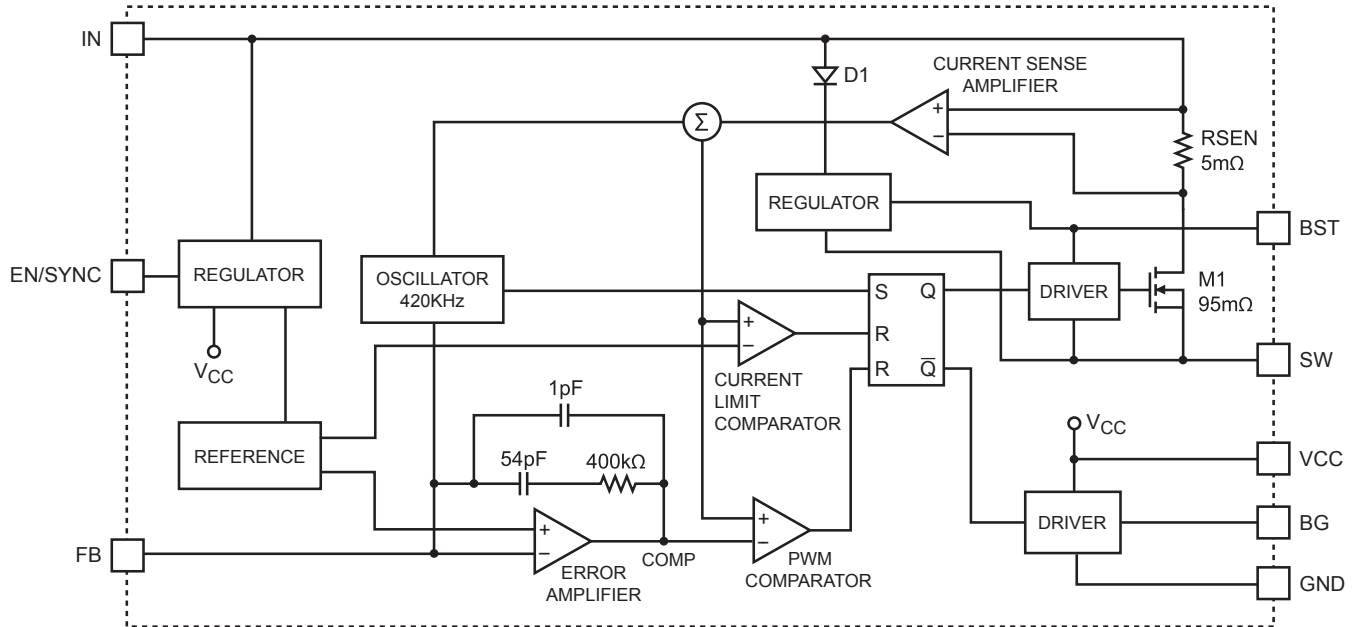 IN
D1
CURRENT SENSE
AMPLIFIER
+
−
Σ
RSEN
5mΩ
REGULATOR
BST
EN/SYNC
REGULATOR
OSCILLATOR
420KHz
S
Q
DRIVER
M1
95mΩ
+
−
R
VCC
SW
R
Q̅
CURRENT
LIMIT
COMPARATOR
1pF
REFERENCE
54pF
400kΩ
VCC
VCC
+
−
+
−
DRIVER
BG
FB
COMP
PWM
COMPARATOR
ERROR
AMPLIFIER
GND